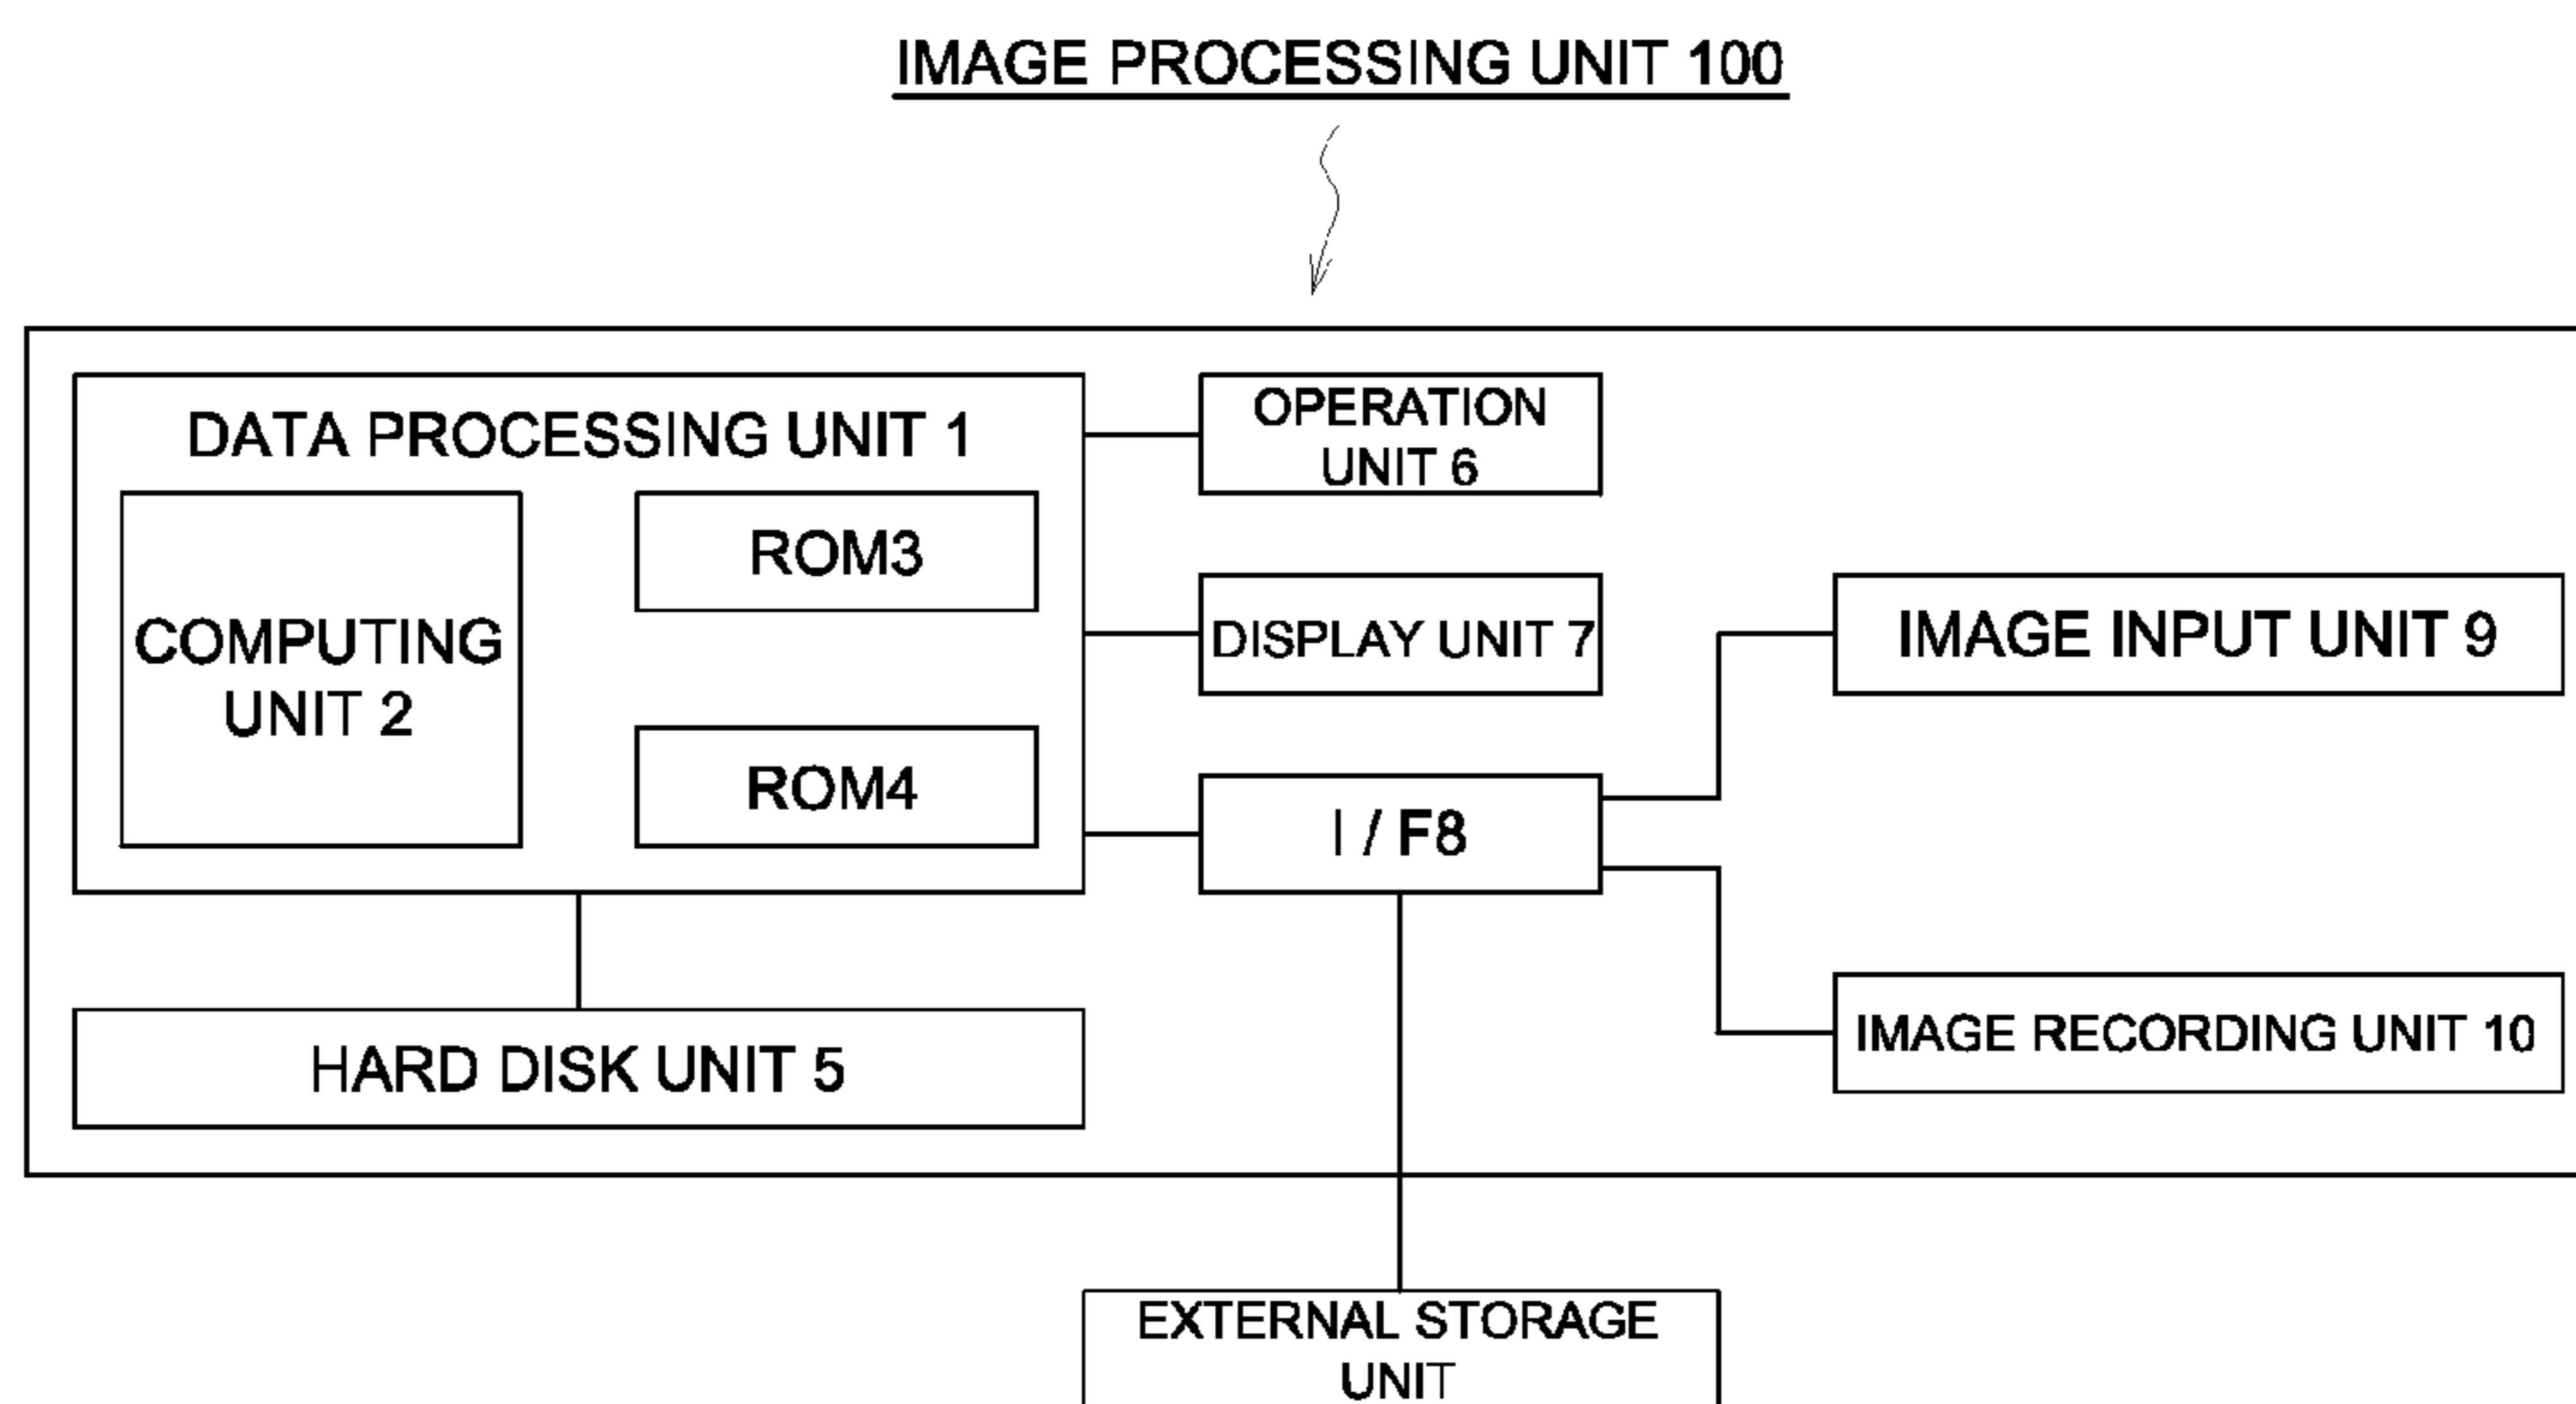 IMAGE PROCESSING UNIT 100
DATA PROCESSING UNIT 1
COMPUTING
UNIT 2
ROM3
ROM4
HARD DISK UNIT 5
OPERATION
UNIT 6
DISPLAY UNIT 7
I / F8
IMAGE INPUT UNIT 9
IMAGE RECORDING UNIT 10
EXTERNAL STORAGE
UNIT